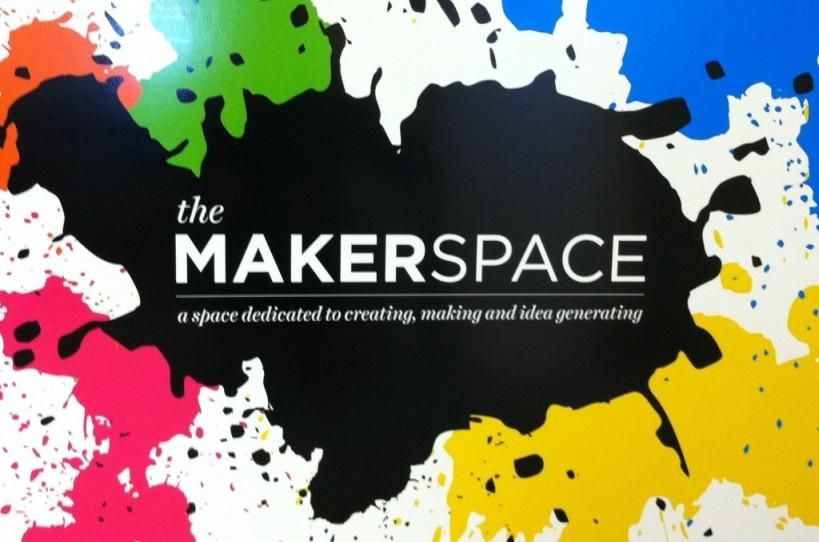 the
MAKERSPACE
a space dedicated to creating, making and idea generating